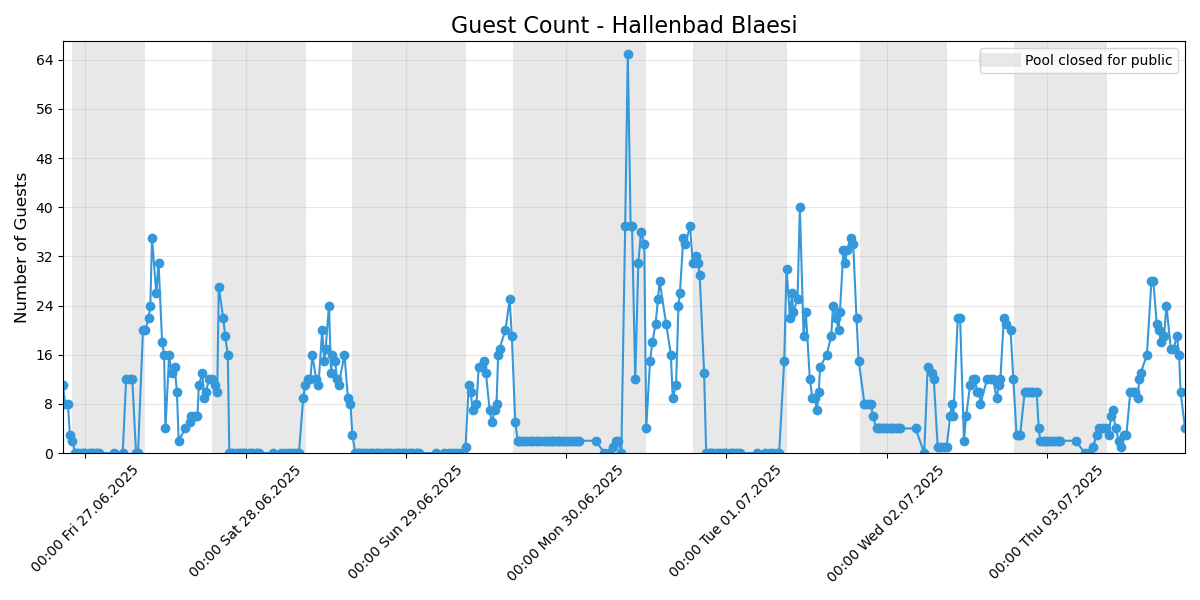 Guest Count - Hallenbad Blaesi
Pool closed for public
Number of Guests
64
56
48
40
32
24
16
8
0
00:00 Fri 27.06.2025
00:00 Sat 28.06.2025
00:00 Sun 29.06.2025
00:00 Mon 30.06.2025
00:00 Tue 01.07.2025
00:00 Wed 02.07.2025
00:00 Thu 03.07.2025